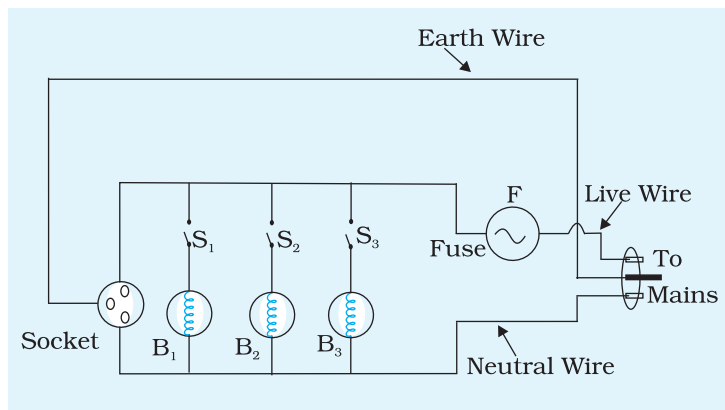 Earth Wire
F
Live Wire
S₁
S₂
S₃
Fuse
To
Mains
Socket
B₁
B₂
B₃
Neutral Wire